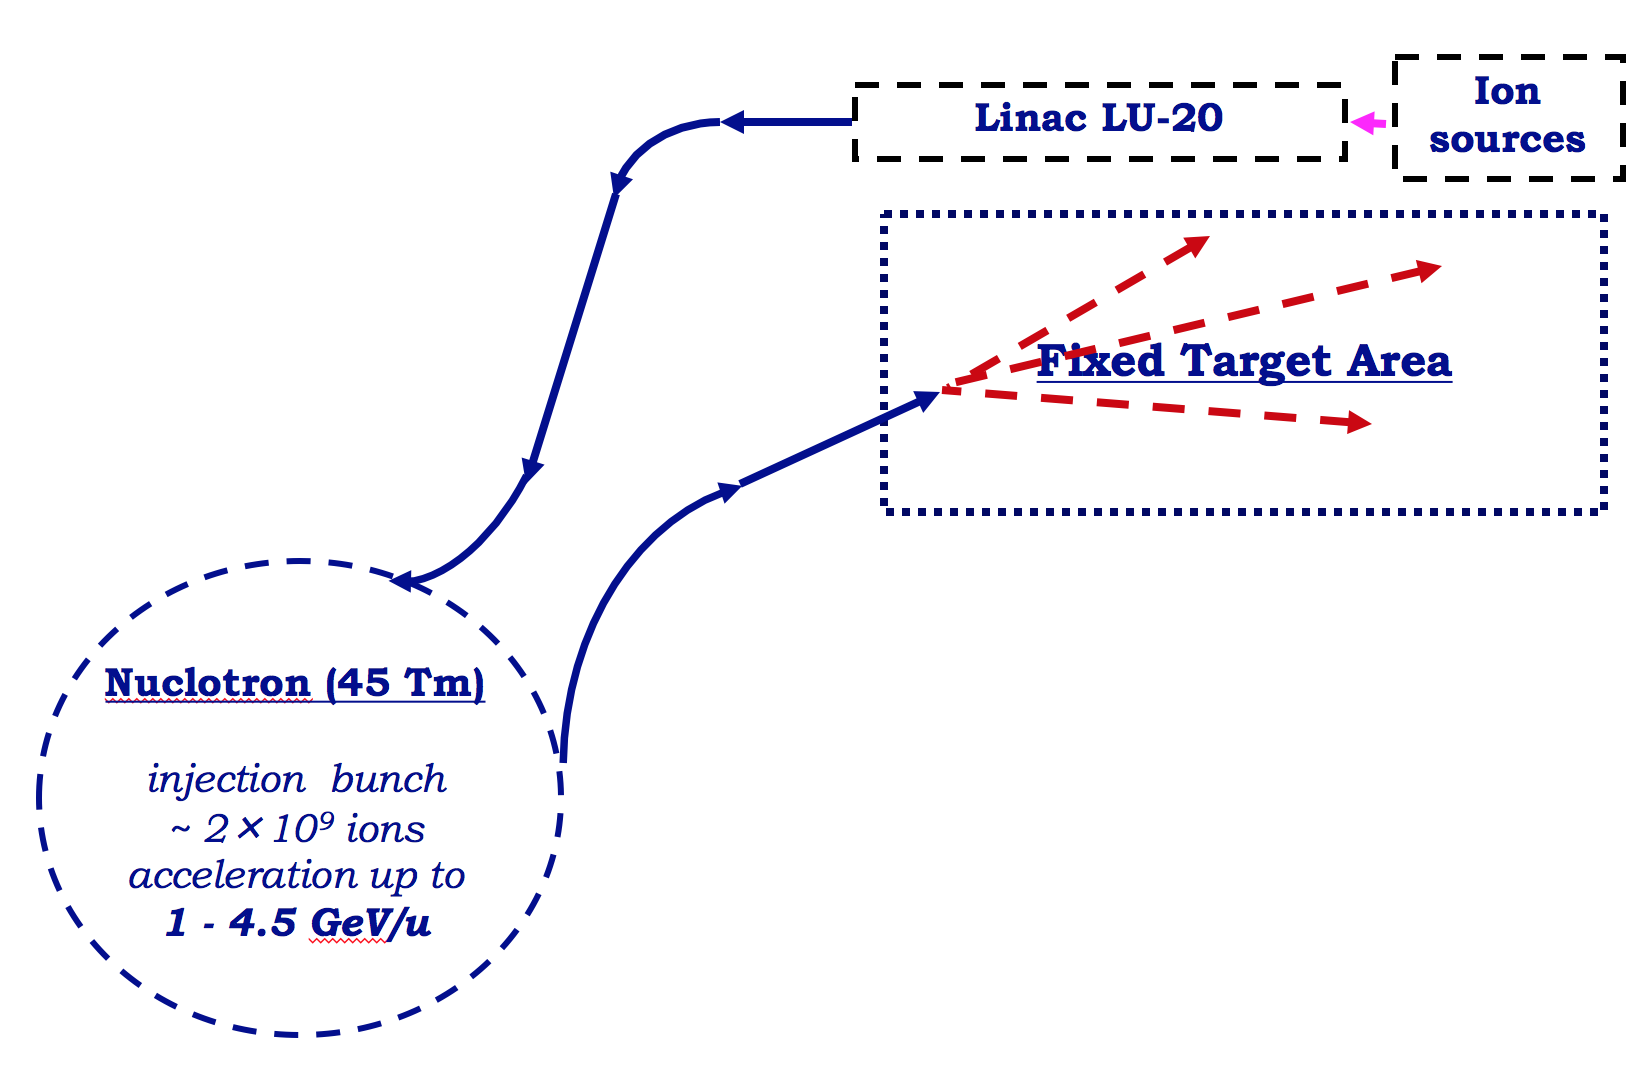 Ion
sources
Linac LU-20
Fixed Target Area
Nuclotron (45 Tm)
injection bunch
~ 2×10⁹ ions
acceleration up to
1 - 4.5 GeV/u